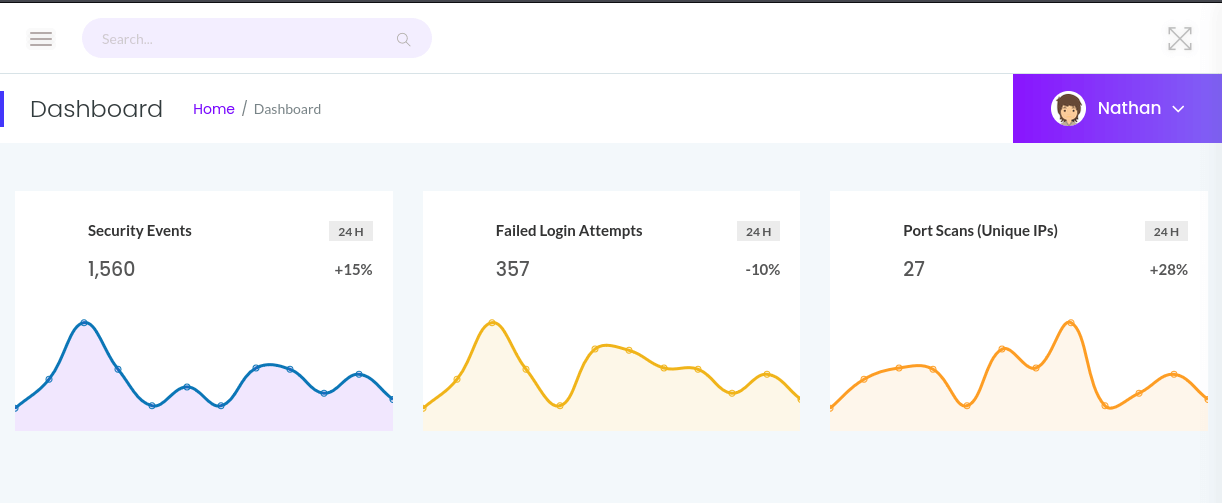 Search...
Dashboard Home / Dashboard Nathan
Security Events 24 H
1,560 +15%
Failed Login Attempts 24 H
357 -10%
Port Scans (Unique IPs) 24 H
27 +28%